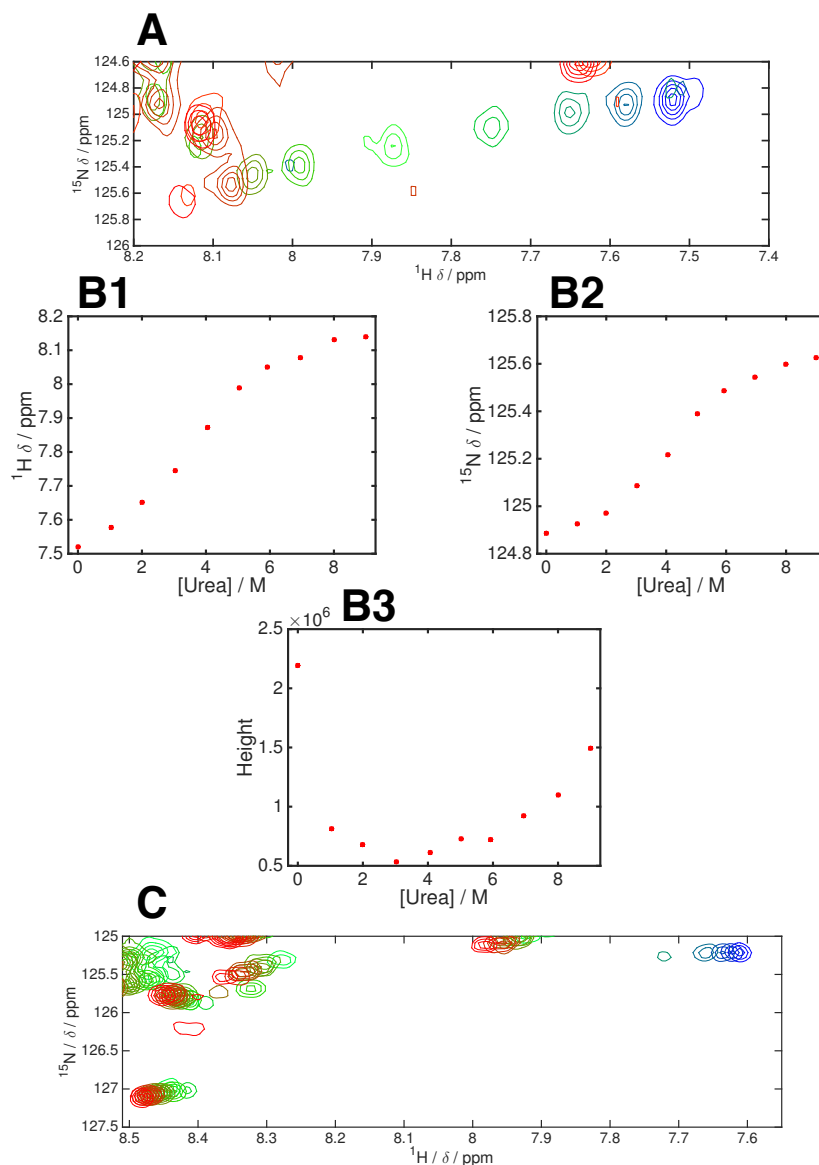 A
124.6
124.8
125
125.2
125.4
125.6
125.8
126
¹⁵N δ / ppm
8.2 8.1 8 7.9 7.8 7.7 7.6 7.5 7.4
¹H δ / ppm
B1
8.2
8.1
8
7.9
7.8
7.7
7.6
7.5
¹H δ / ppm
0 2 4 6 8
[Urea] / M
B2
125.8
125.6
125.4
125.2
125
124.8
¹⁵N δ / ppm
0 2 4 6 8
[Urea] / M
B3
×10⁶
2.5
2
1.5
1
0.5
Height
0 2 4 6 8
[Urea] / M
C
125
125.5
126
126.5
127
127.5
¹⁵N / δ / ppm
8.5 8.4 8.3 8.2 8.1 8 7.9 7.8 7.7 7.6
¹H / δ / ppm